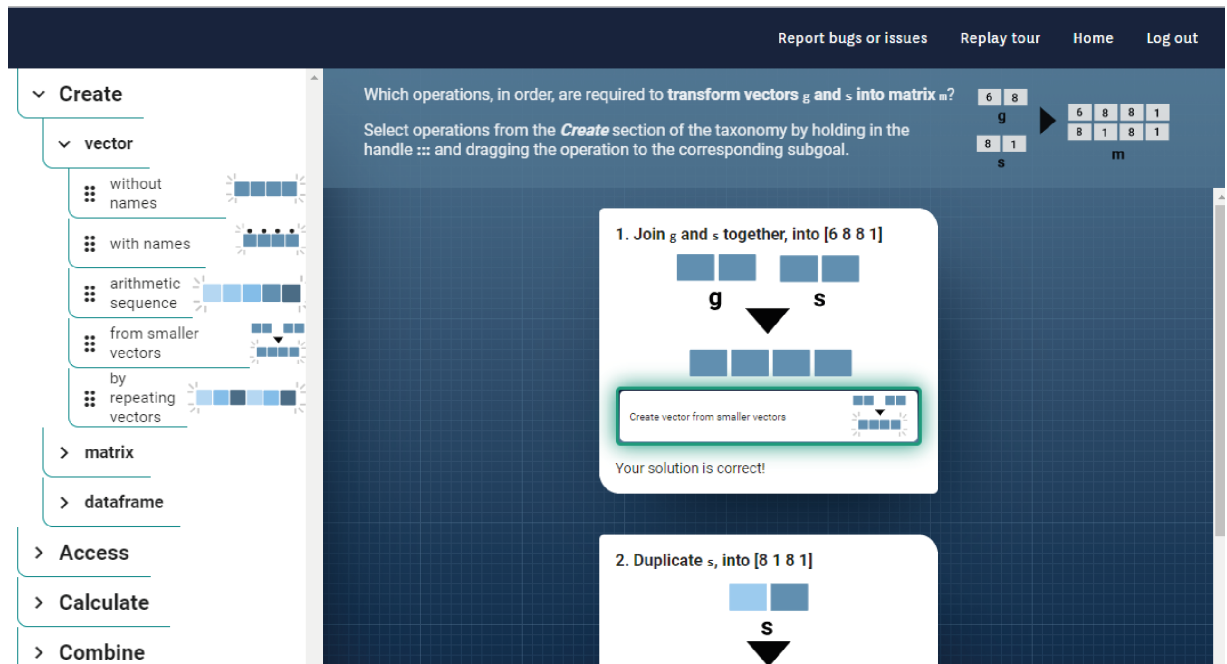 Report bugs or issues Replay tour Home Log out
Create
vector
without
names
with names
arithmetic
sequence
from smaller
vectors
by
repeating
vectors
matrix
dataframe
Access
Calculate
Combine
Which operations, in order, are required to transform vectors g and s into matrix m?
Select operations from the Create section of the taxonomy by holding in the
handle ::: and dragging the operation to the corresponding subgoal.
6 8
g
8 1
s
6 8 8 1
8 1 8 1
m
1. Join g and s together, into [6 8 8 1]
g s
Create vector from smaller vectors
Your solution is correct!
2. Duplicate s, into [8 1 8 1]
s